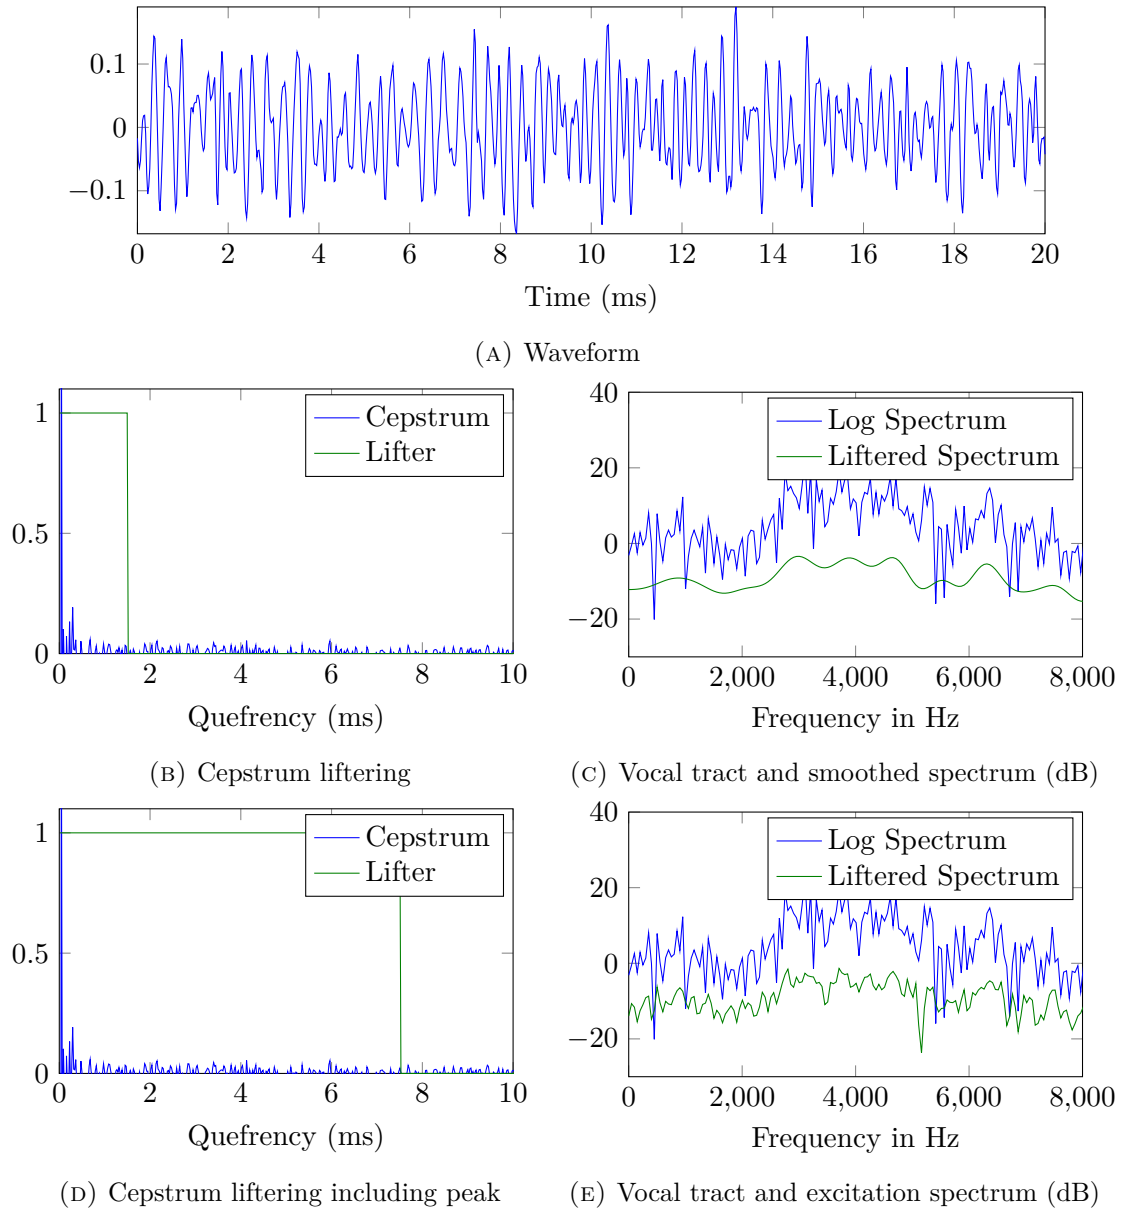 0.1
0
−0.1
0 2 4 6 8 10 12 14 16 18 20
Time (ms)
(A) Waveform
1
0.5
0
0 2 4 6 8 10
Cepstrum
Lifter
Quefrency (ms)
(B) Cepstrum liftering
40
20
0
−20
0 2,000 4,000 6,000 8,000
Log Spectrum
Liftered Spectrum
Frequency in Hz
(C) Vocal tract and smoothed spectrum (dB)
1
0.5
0
0 2 4 6 8 10
Cepstrum
Lifter
Quefrency (ms)
(D) Cepstrum liftering including peak
40
20
0
−20
0 2,000 4,000 6,000 8,000
Log Spectrum
Liftered Spectrum
Frequency in Hz
(E) Vocal tract and excitation spectrum (dB)